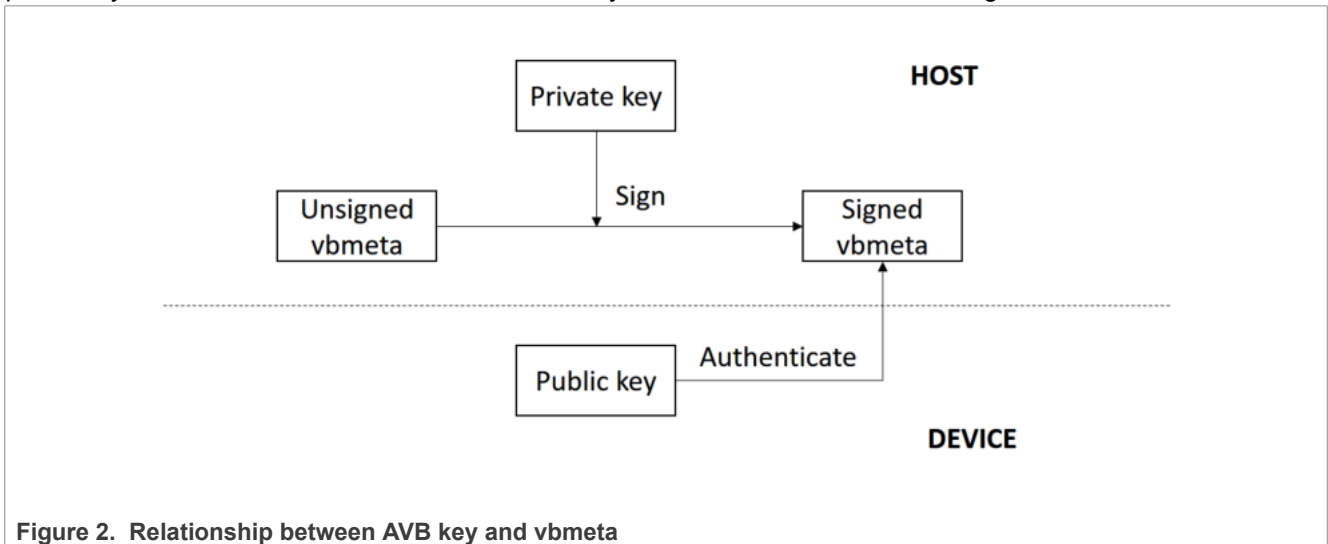 HOST
Private key
Sign
Unsigned
vbmeta
Signed
vbmeta
Authenticate
Public key
DEVICE
Figure 2. Relationship between AVB key and vbmeta